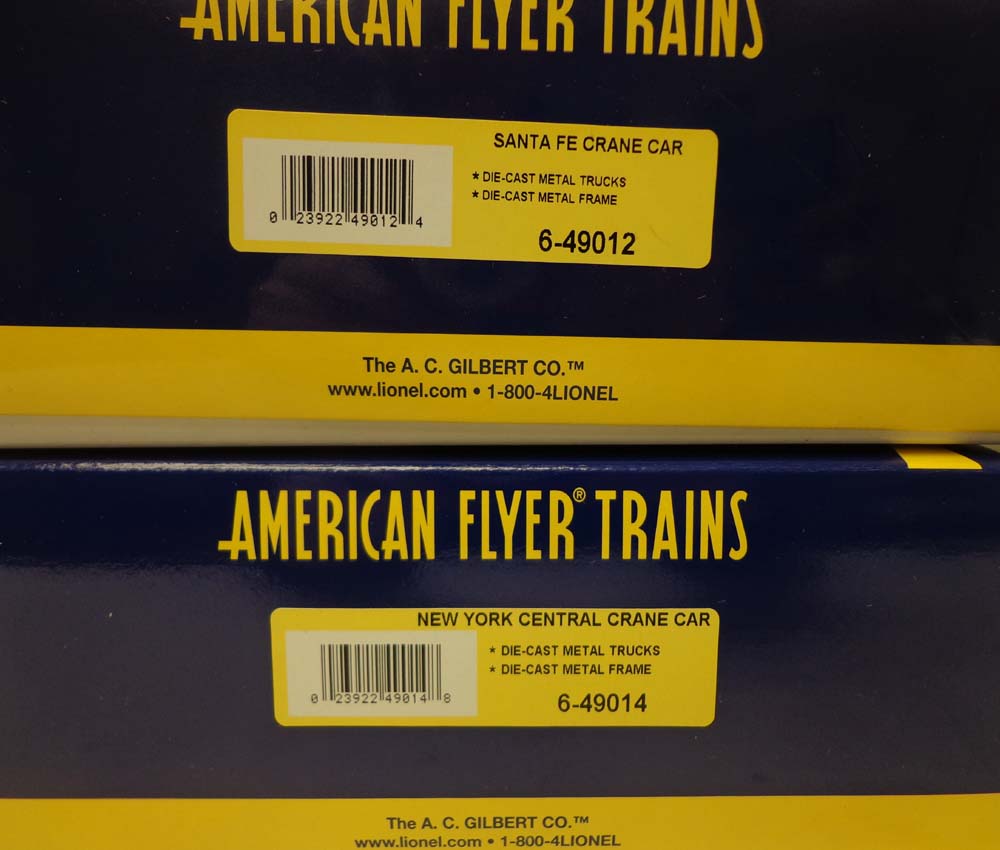 AMERICAN FLYER TRAINS
SANTA FE CRANE CAR
* DIE-CAST METAL TRUCKS
* DIE-CAST METAL FRAME
0 23922 49012 4
6-49012
The A. C. GILBERT CO.™
www.lionel.com • 1-800-4LIONEL
AMERICAN FLYER® TRAINS
NEW YORK CENTRAL CRANE CAR
* DIE-CAST METAL TRUCKS
* DIE-CAST METAL FRAME
0 23922 49014 8
6-49014
The A. C. GILBERT CO.™
www.lionel.com • 1-800-4LIONEL